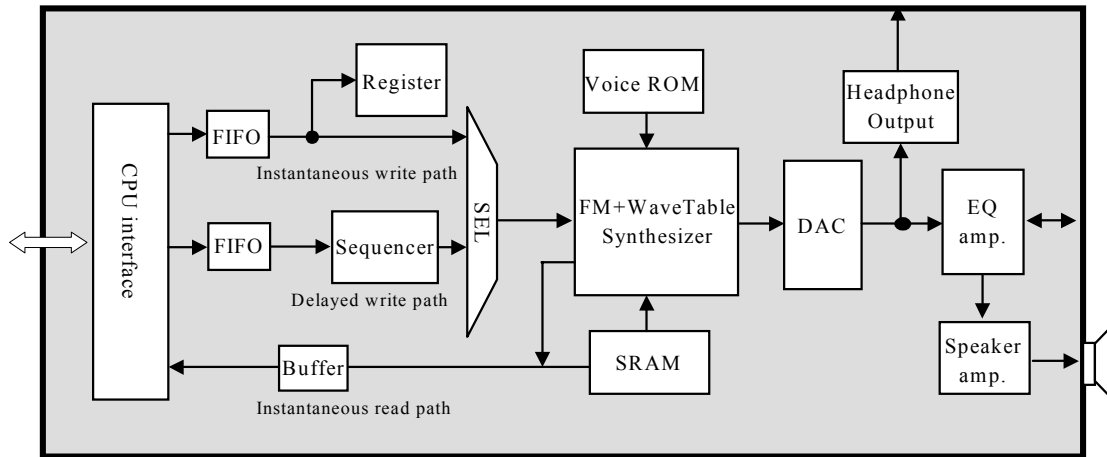 Register
Voice ROM
Headphone
Output
FIFO
Instantaneous write path
CPU interface
SEL
FM+WaveTable
Synthesizer
DAC
EQ
amp.
FIFO
Sequencer
Delayed write path
Buffer
Instantaneous read path
SRAM
Speaker
amp.